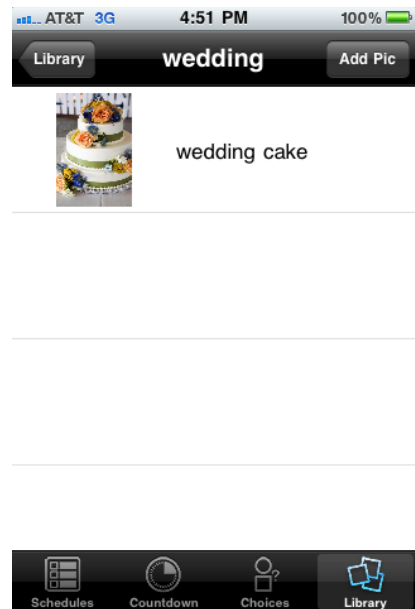 AT&T 3G 4:51 PM 100%
Library wedding Add Pic
wedding cake
Schedules Countdown Choices Library